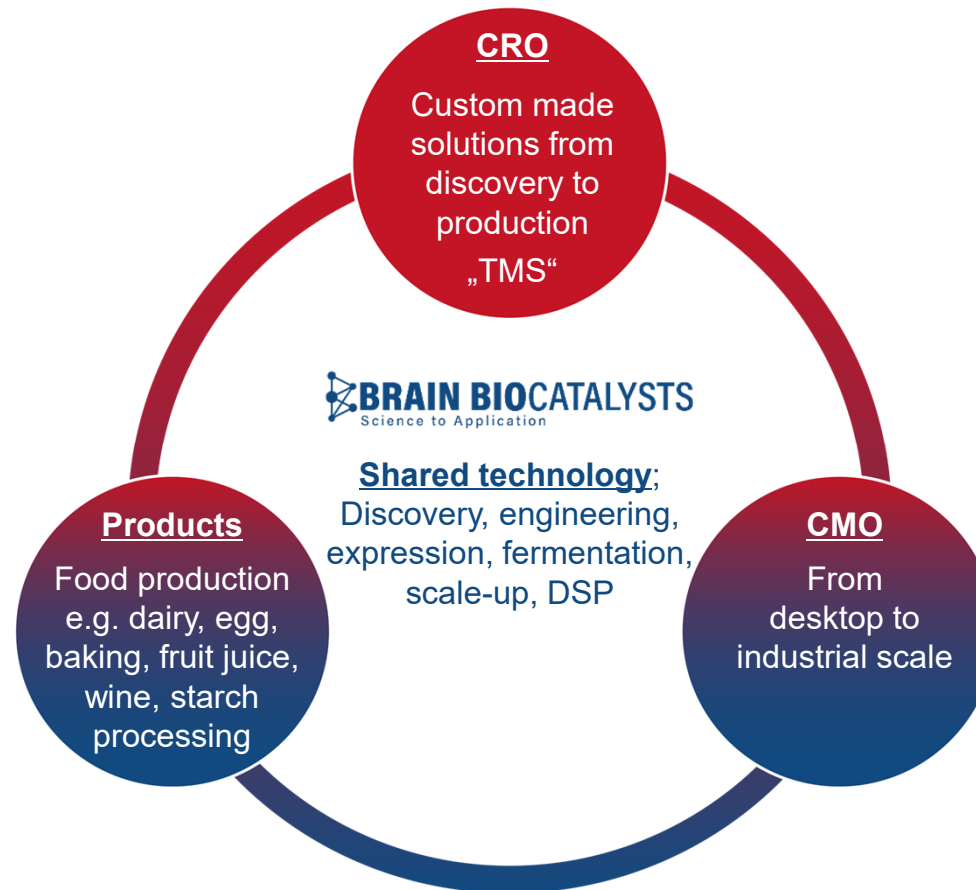 CRO
Custom made
solutions from
discovery to
production
„TMS“
BRAIN BIOCATALYSTS
Science to Application
Shared technology;
Discovery, engineering,
expression, fermentation,
scale-up, DSP
Products
Food production
e.g. dairy, egg,
baking, fruit juice,
wine, starch
processing
CMO
From
desktop to
industrial scale